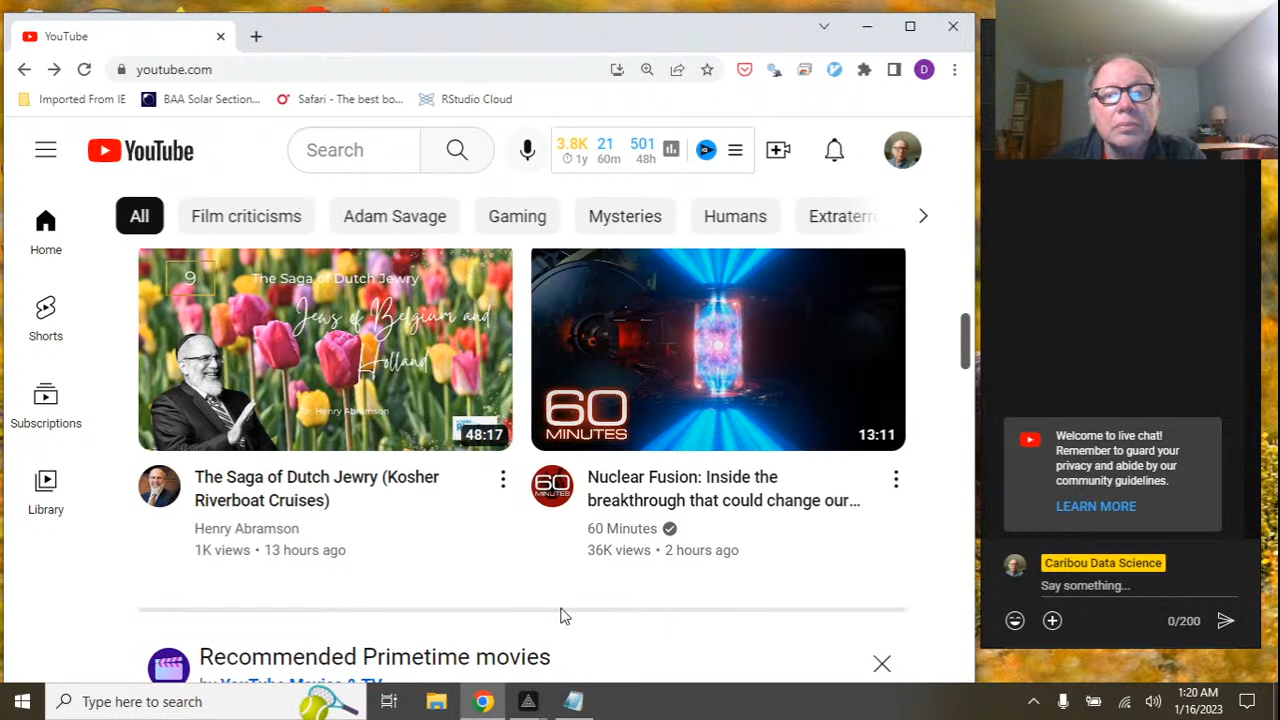 YouTube
youtube.com
Imported From IE
BAA Solar Section...
Safari - The best bo...
RStudio Cloud
D
YouTube
Search
3.8K 21 501
1y 60m 48h
All
Film criticisms
Adam Savage
Gaming
Mysteries
Humans
Extraterr
Home
Shorts
Subscriptions
Library
9
The Saga of Dutch Jewry
Jews of Belgium and
Holland
Dr. Henry Abramson
48:17
60
MINUTES
13:11
The Saga of Dutch Jewry (Kosher
Riverboat Cruises)
Henry Abramson
1K views • 13 hours ago
60
MINUTES
Nuclear Fusion: Inside the
breakthrough that could change our...
60 Minutes
36K views • 2 hours ago
Recommended Primetime movies
by YouTube Movies & TV
Welcome to live chat!
Remember to guard your
privacy and abide by our
community guidelines.
LEARN MORE
Caribou Data Science
Say something...
0/200
Type here to search
1:20 AM
1/16/2023